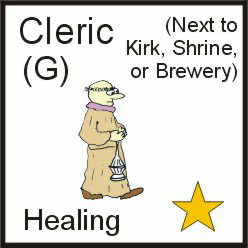 Cleric
(G)
(Next to
Kirk, Shrine,
or Brewery)
Healing